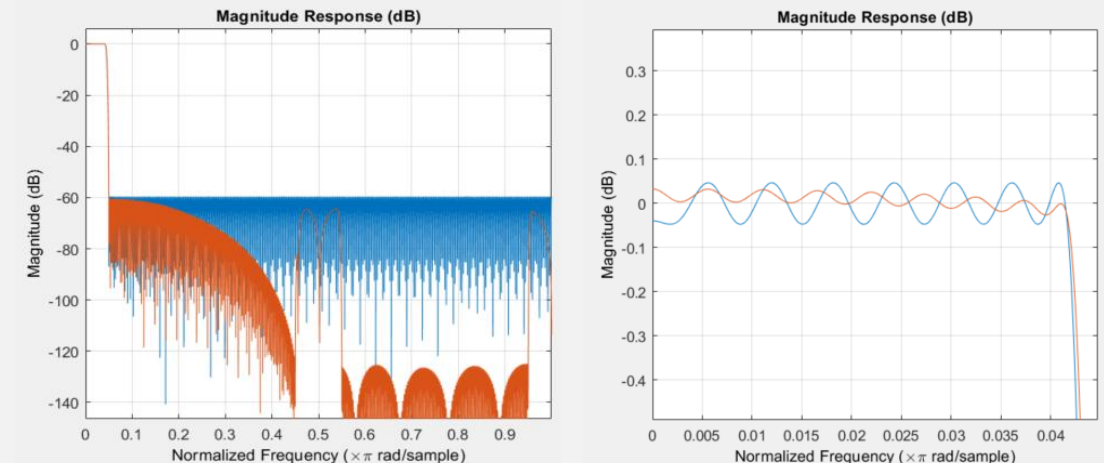 Magnitude Response (dB)
0
-20
-40
-60
-80
-100
-120
-140
Magnitude (dB)
0 0.1 0.2 0.3 0.4 0.5 0.6 0.7 0.8 0.9
Normalized Frequency (×π rad/sample)
Magnitude Response (dB)
0.3
0.2
0.1
0
-0.1
-0.2
-0.3
-0.4
Magnitude (dB)
0 0.005 0.01 0.015 0.02 0.025 0.03 0.035 0.04
Normalized Frequency (×π rad/sample)